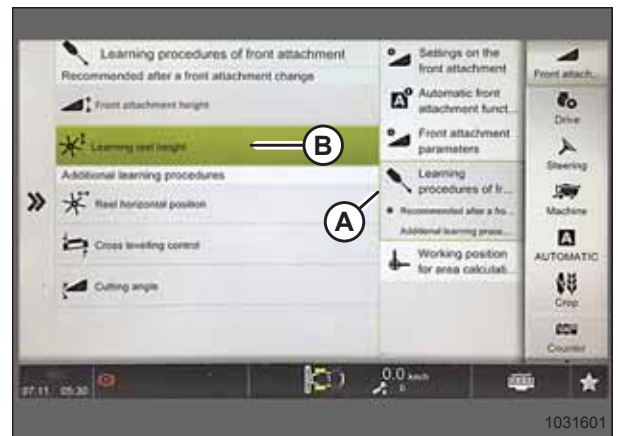 Learning procedures of front attachment
Recommended after a front attachment change
Front attachment height
Learning reel height
Additional learning procedures
Reel horizontal position
Cross levelling control
Cutting angle
B
A
Settings on the
front attachment
Automatic front
attachment funct...
Front attachment
parameters
Learning
procedures of fr...
Recommended after a fro...
Additional learning proce...
Working position
for area calculati...
Front attach...
Drive
Steering
Machine
AUTOMATIC
Crop
Counter
07.11 05:30
0.0 km/h
0
1031601